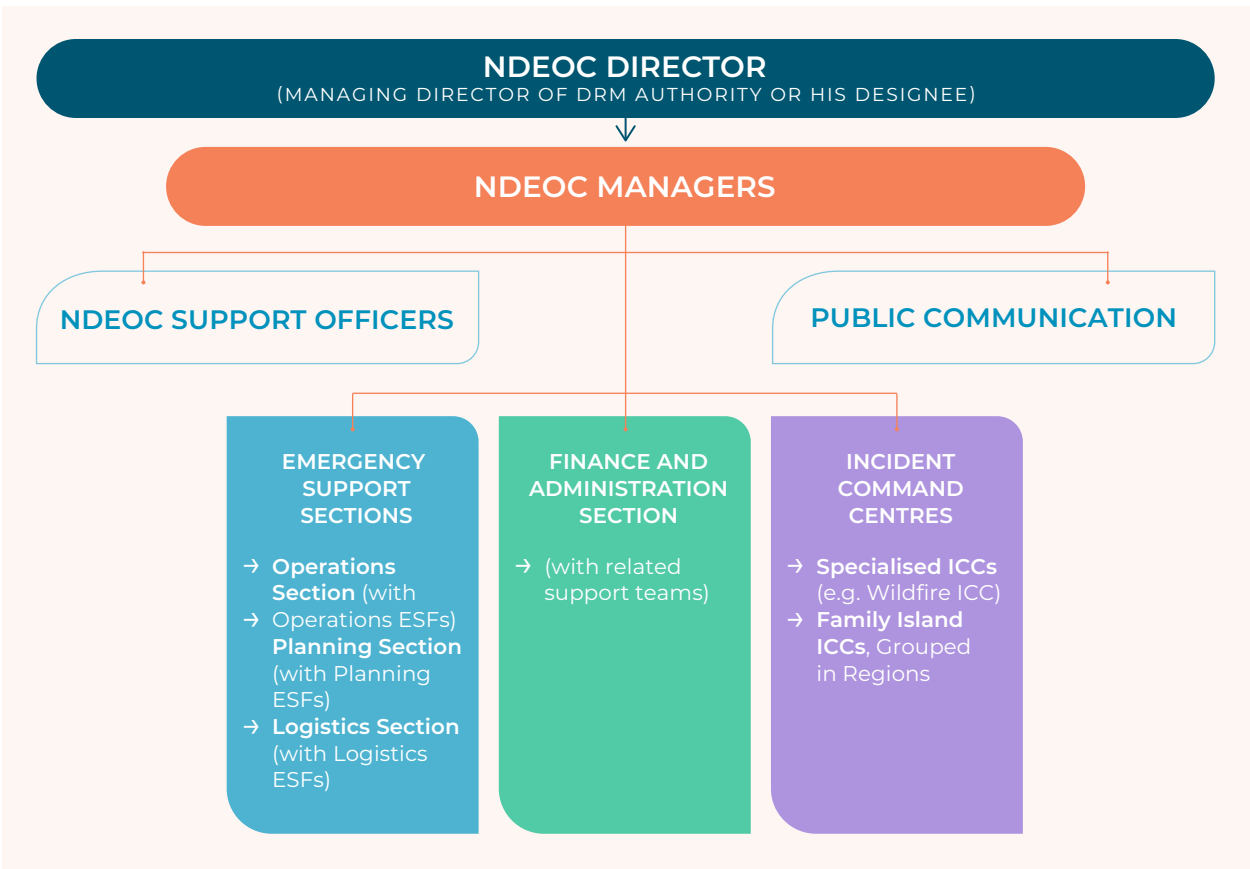 NDEOC DIRECTOR
(MANAGING DIRECTOR OF DRM AUTHORITY OR HIS DESIGNEE)
NDEOC MANAGERS
NDEOC SUPPORT OFFICERS
PUBLIC COMMUNICATION
EMERGENCY
SUPPORT
SECTIONS
→ Operations
Section (with
→ Operations ESFs)
Planning Section
(with Planning
ESFs)
→ Logistics Section
(with Logistics
ESFs)
FINANCE AND
ADMINISTRATION
SECTION
→ (with related
support teams)
INCIDENT
COMMAND
CENTRES
→ Specialised ICCs
(e.g. Wildfire ICC)
→ Family Island
ICCs, Grouped
in Regions